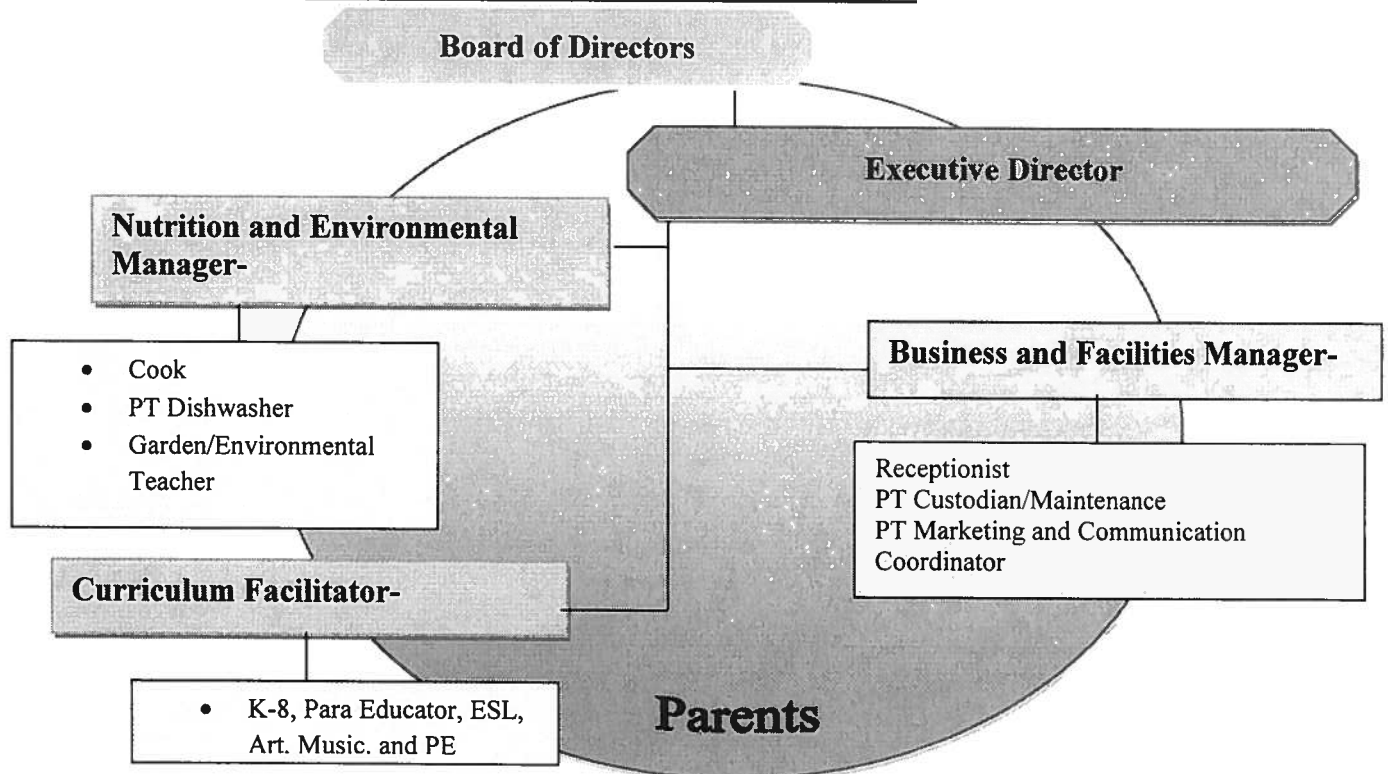 Board of Directors
Executive Director
Nutrition and Environmental
Manager-
• Cook
• PT Dishwasher
• Garden/Environmental
Teacher
Business and Facilities Manager-
Receptionist
PT Custodian/Maintenance
PT Marketing and Communication
Coordinator
Curriculum Facilitator-
• K-8, Para Educator, ESL,
Art. Music. and PE
Parents